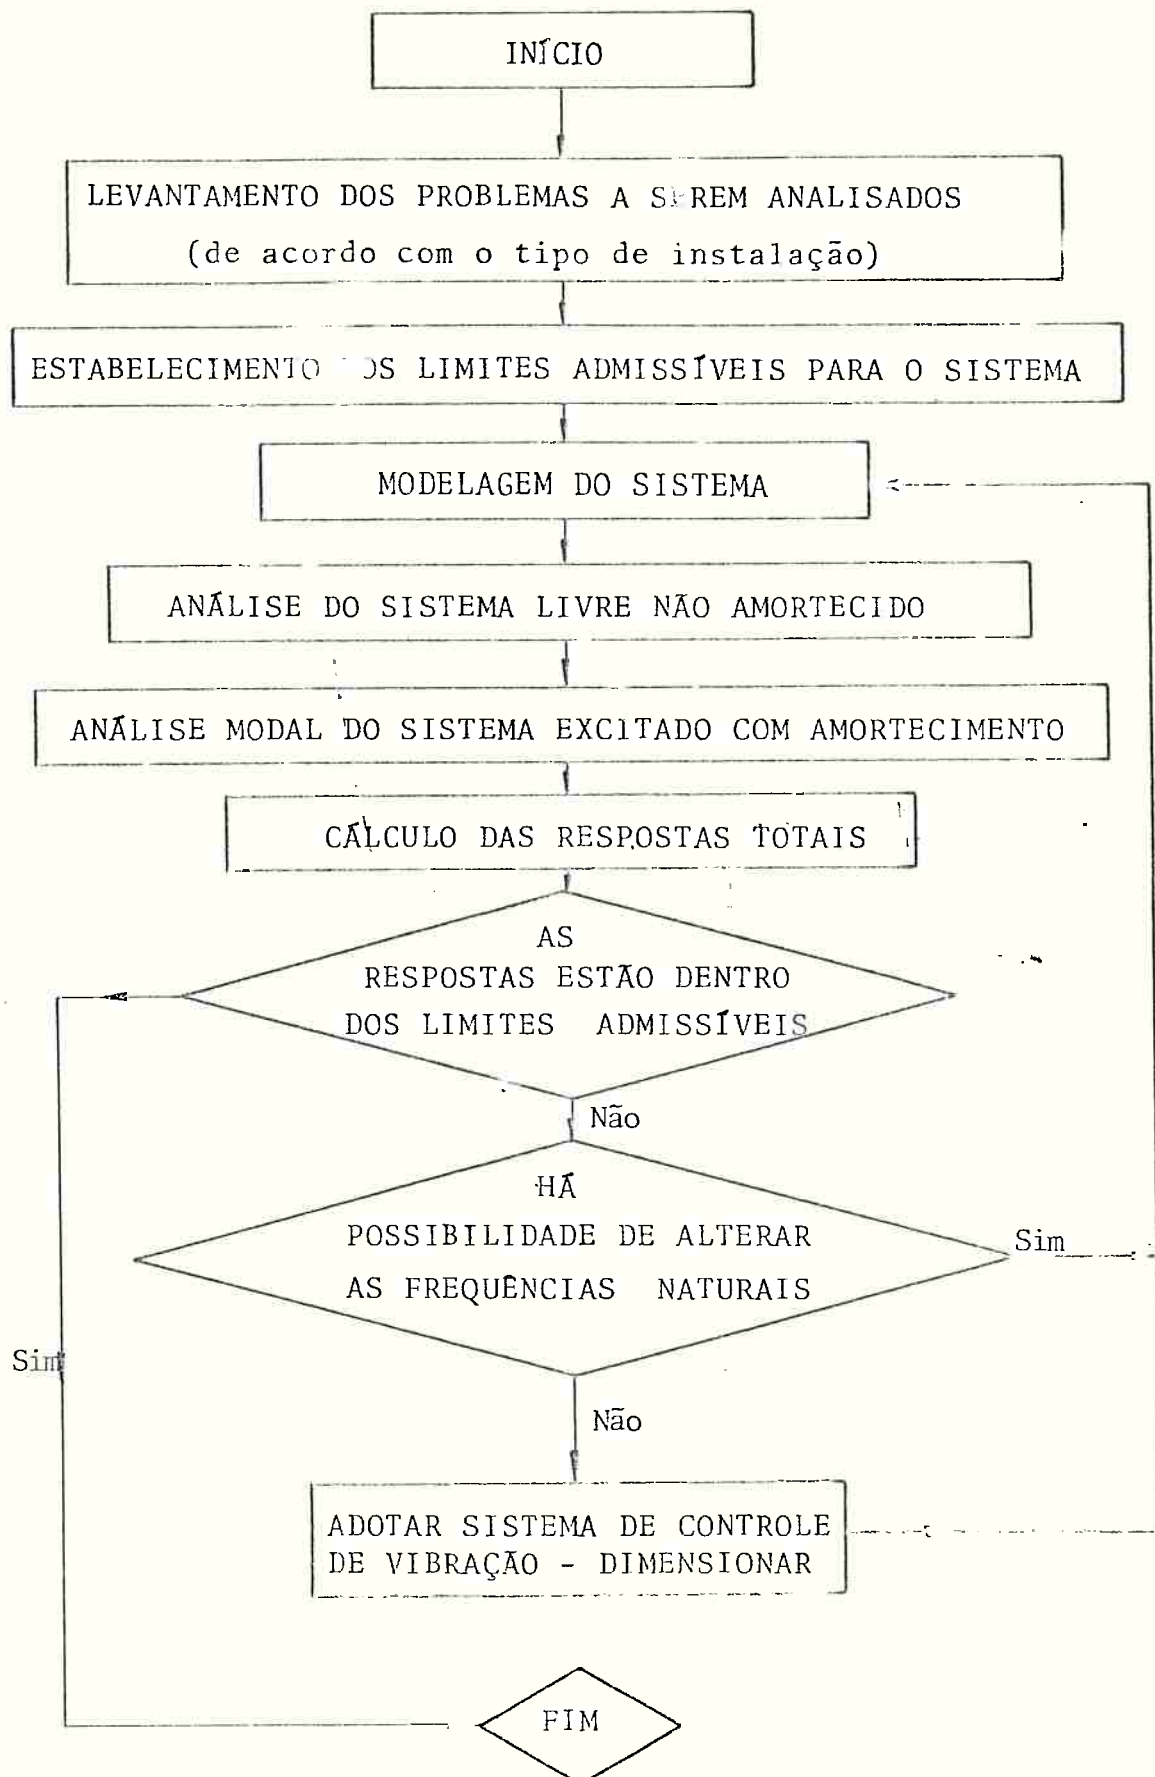 INÍCIO
LEVANTAMENTO DOS PROBLEMAS A SEREM ANALISADOS
(de acordo com o tipo de instalação)
ESTABELECIMENTO DOS LIMITES ADMISSÍVEIS PARA O SISTEMA
MODELAGEM DO SISTEMA
ANÁLISE DO SISTEMA LIVRE NÃO AMORTECIDO
ANÁLISE MODAL DO SISTEMA EXCITADO COM AMORTECIMENTO
CÁLCULO DAS RESPOSTAS TOTAIS
AS
RESPOSTAS ESTÃO DENTRO
DOS LIMITES ADMISSÍVEIS
Não
HÁ
POSSIBILIDADE DE ALTERAR
AS FREQUÊNCIAS NATURAIS
Sim
Sim
Não
ADOTAR SISTEMA DE CONTROLE
DE VIBRAÇÃO - DIMENSIONAR
FIM